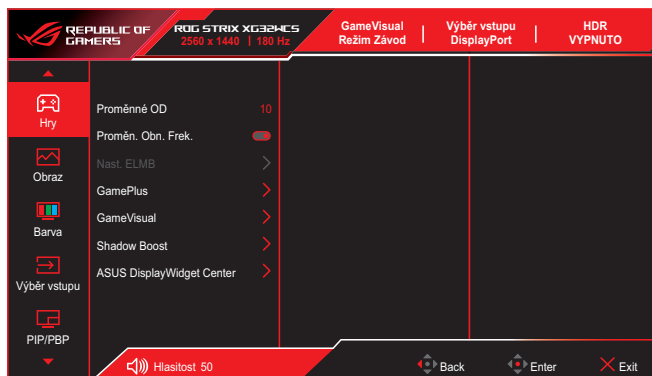 REPUBLIC OF
GAMERS
ROG STRIX XG32WCS
2560 x 1440 | 180 Hz
GameVisual
Režim Závod
Výběr vstupu
DisplayPort
HDR
VYPNUTO
Hry
Obraz
Barva
Výběr vstupu
PIP/PBP
Proměnné OD 10
Proměn. Obn. Frek.
Nast. ELMB
GamePlus
GameVisual
Shadow Boost
ASUS DisplayWidget Center
Hlasitost 50
Back
Enter
Exit